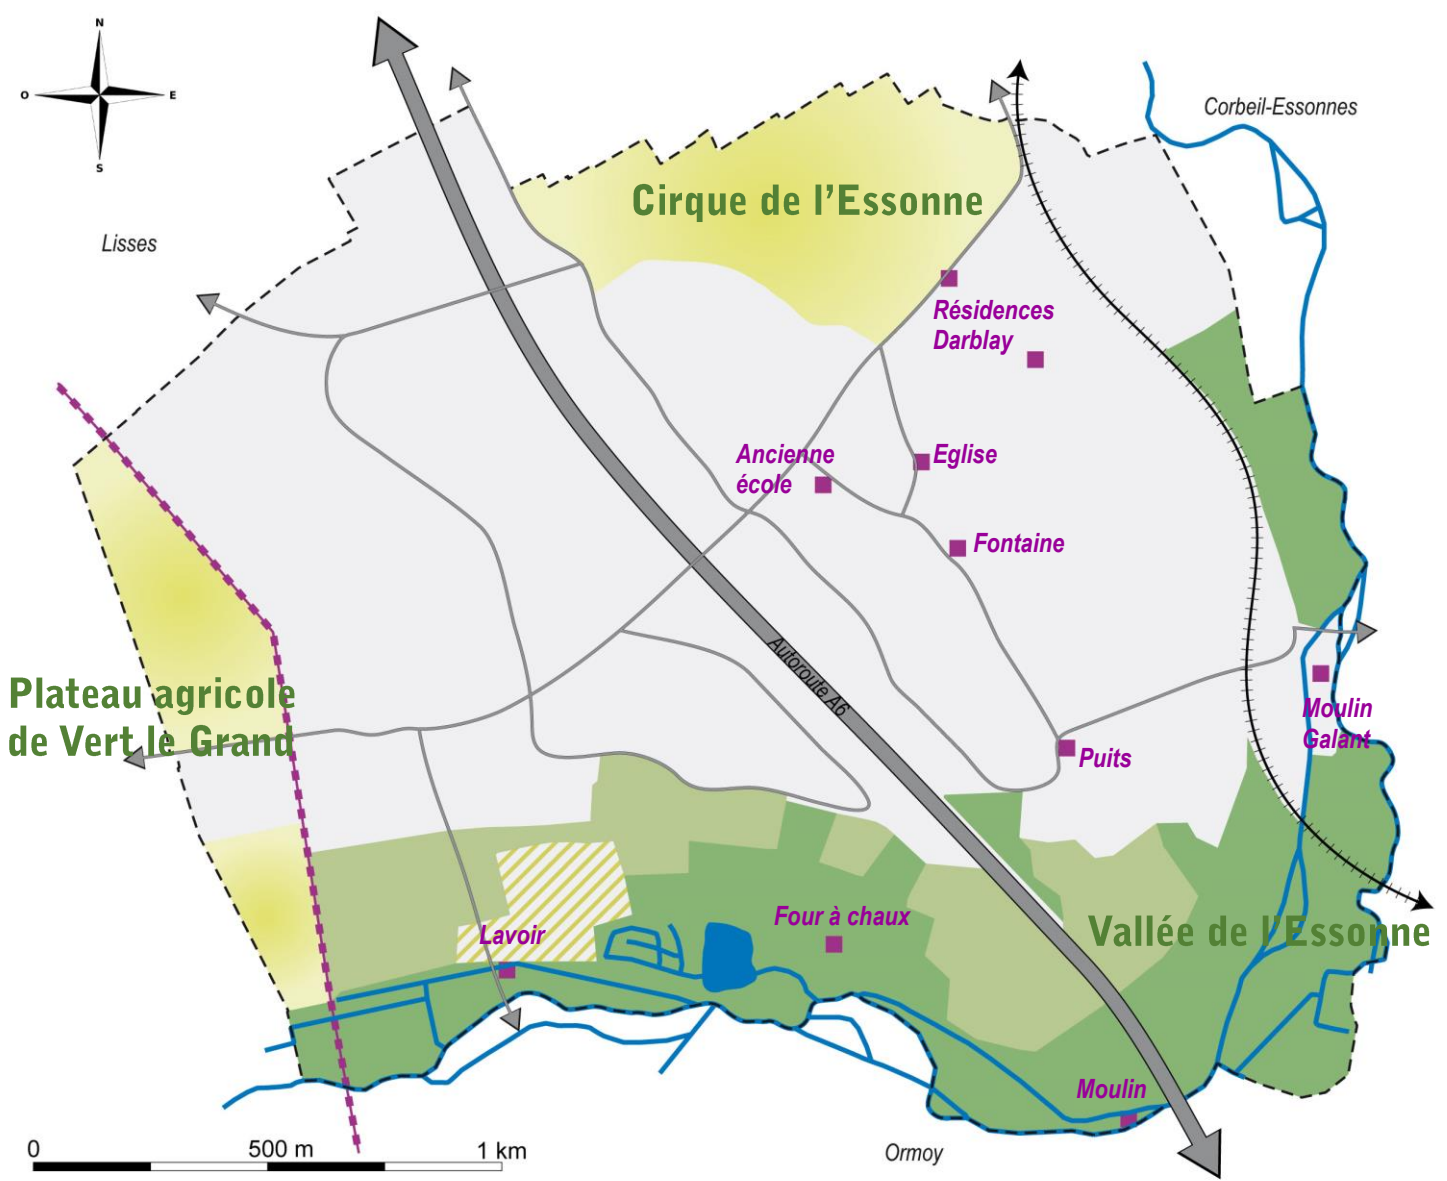 N
O
E
S
Corbeil-Essonnes
Lisses
Cirque de l’Essonne
Résidences
Darblay
Ancienne
école
Eglise
Fontaine
Autoroute A6
Plateau agricole
de Vert le Grand
Moulin
Galant
Puits
Four à chaux
Vallée de l’Essonne
Lavoir
Moulin
Ormoy
0
500 m
1 km